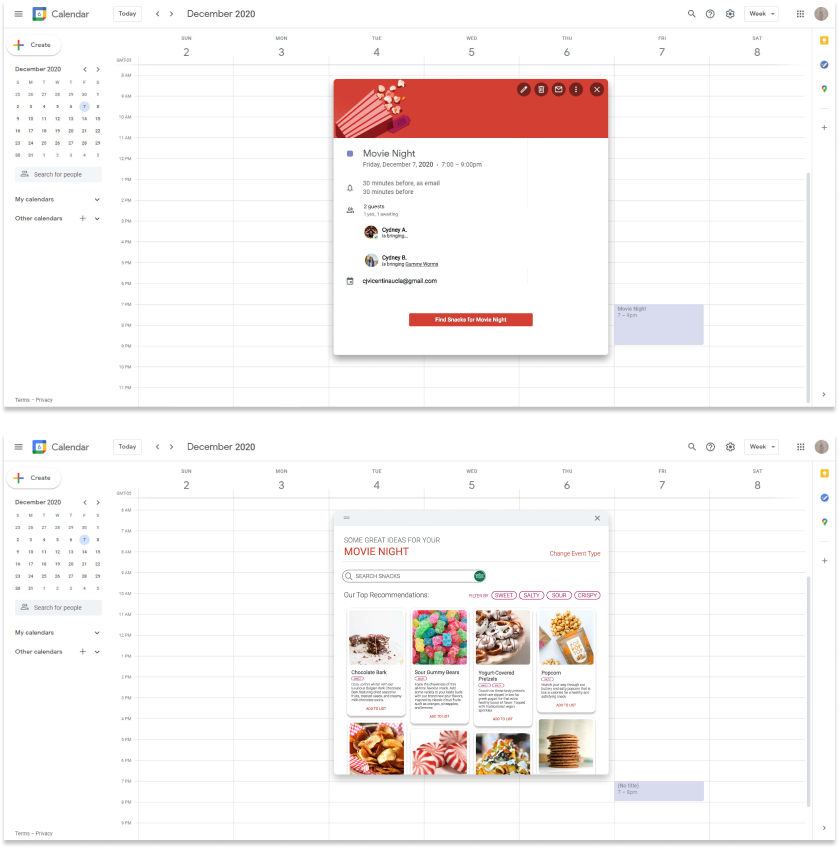 Calendar
Today
December 2020
Week
Create
December 2020
S M T W T F S
25 26 27 28 29 30 1
2 3 4 5 6 7 8
9 10 11 12 13 14 15
16 17 18 19 20 21 22
23 24 25 26 27 28 29
30 31 1 2 3 4 5
Search for people
My calendars
Other calendars
Terms – Privacy
SUN MON TUE WED THU FRI SAT
2 3 4 5 6 7 8
GMT-05
8 AM
9 AM
10 AM
11 AM
12 PM
1 PM
2 PM
3 PM
4 PM
5 PM
6 PM
7 PM
8 PM
9 PM
10 PM
11 PM
Movie Night
Friday, December 7, 2020 • 7:00 – 9:00pm
30 minutes before, as email
30 minutes before
2 guests
1 yes, 1 awaiting
Cydney A.
is bringing...
Cydney B.
is bringing Gummy Worms
cjvicentinaucla@gmail.com
Find Snacks for Movie Night
Movie Night
7 – 8pm
Calendar
Today
December 2020
Week
Create
December 2020
S M T W T F S
25 26 27 28 29 30 1
2 3 4 5 6 7 8
9 10 11 12 13 14 15
16 17 18 19 20 21 22
23 24 25 26 27 28 29
30 31 1 2 3 4 5
Search for people
My calendars
Other calendars
Terms – Privacy
SUN MON TUE WED THU FRI SAT
2 3 4 5 6 7 8
GMT-05
6 AM
7 AM
8 AM
9 AM
10 AM
11 AM
12 PM
1 PM
2 PM
3 PM
4 PM
5 PM
6 PM
7 PM
8 PM
9 PM
SOME GREAT IDEAS FOR YOUR
MOVIE NIGHT
Change Event Type
SEARCH SNACKS
Our Top Recommendations:
FILTER BY SWEET SALTY SOUR CRISPY
Chocolate Bark
ADD TO LIST
Sour Gummy Bears
ADD TO LIST
Yogurt-Covered
Pretzels
ADD TO LIST
Popcorn
ADD TO LIST
(No title)
7 – 8pm